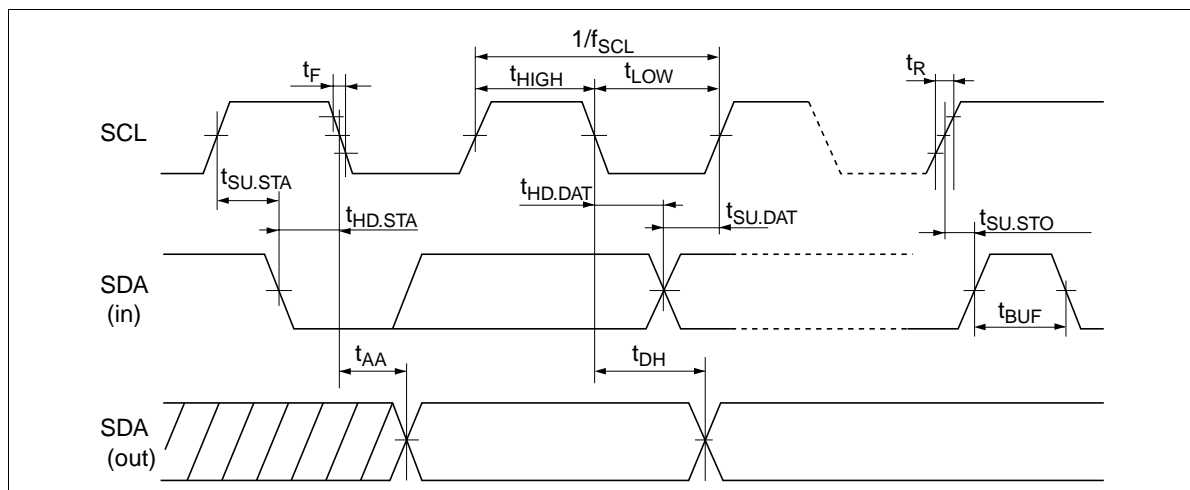 1/fSCL
tF
tHIGH
tLOW
tR
SCL
tSU.STA
tHD.DAT
tHD.STA
tSU.DAT
tSU.STO
SDA
(in)
tBUF
tAA
tDH
SDA
(out)